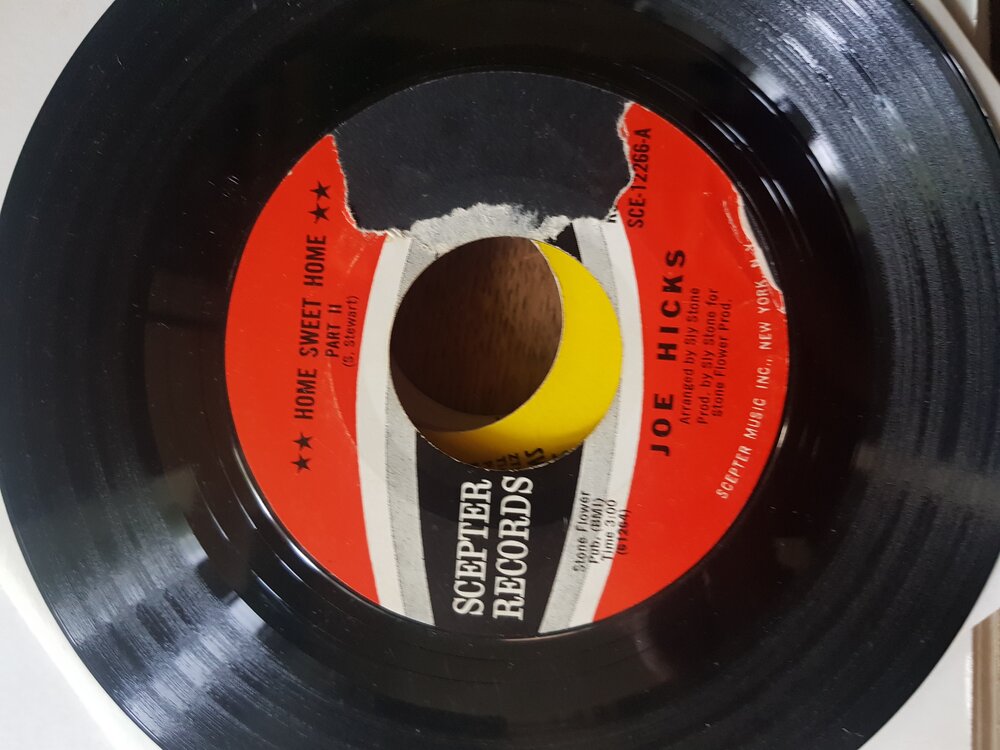 ★★ HOME SWEET HOME ★★
PART II
(S. Stewart)
SCEPTER
RECORDS
Stone Flower
Pub. (BMI)
Time 3:00
(61264)
SCE-12266-A
JOE HICKS
Arranged by Sly Stone
Prod. by Sly Stone for
Stone Flower Prod.
SCEPTER MUSIC INC., NEW YORK,